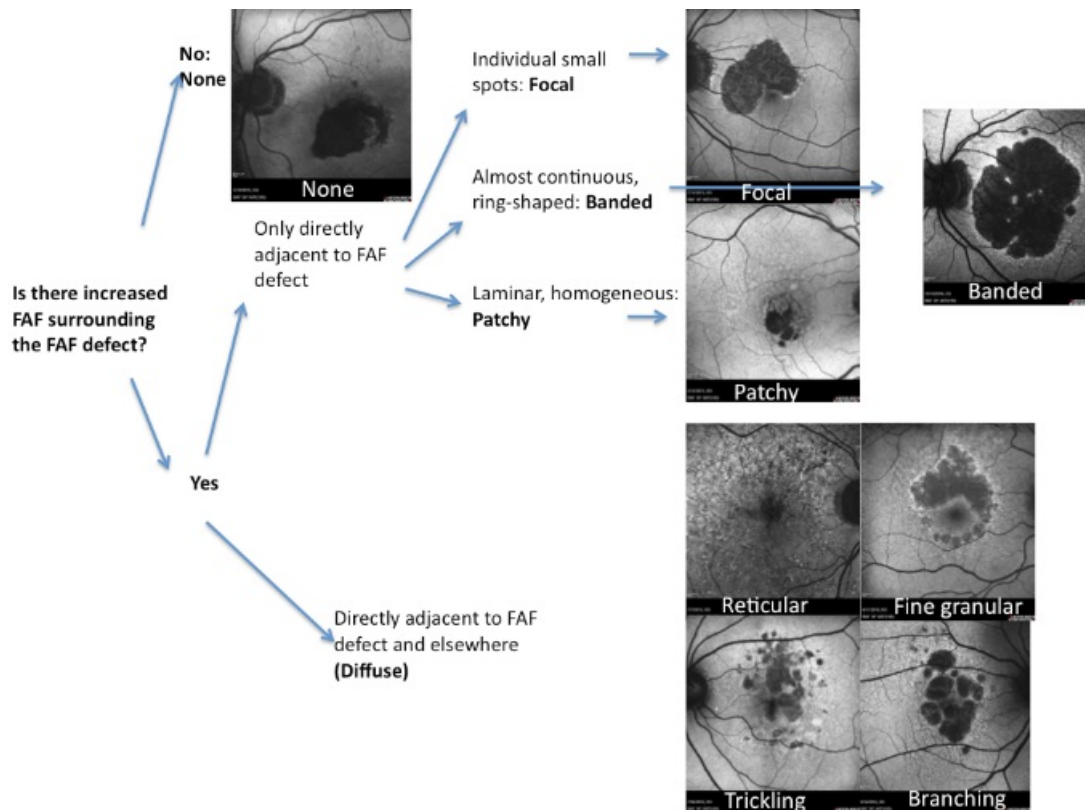 No:
None
None
Individual small
spots: Focal
Focal
Almost continuous,
ring-shaped: Banded
Banded
Only directly
adjacent to FAF
defect
Laminar, homogeneous:
Patchy
Patchy
Is there increased
FAF surrounding
the FAF defect?
Yes
Directly adjacent to FAF
defect and elsewhere
(Diffuse)
Reticular
Fine granular
Trickling
Branching